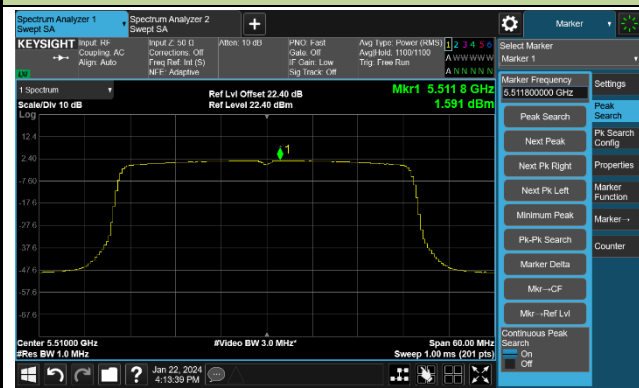 Spectrum Analyzer 1
Swept SA
Spectrum Analyzer 2
Swept SA
Marker
KEYSIGHT Input: RF
Coupling: AC
Align: Auto
Input Z: 50 Ω
Corrections: Off
Freq Ref: Int (S)
NFE: Adaptive
Atten: 10 dB
PNO: Fast
Gate: Off
IF Gain: Low
Sig Track: Off
Avg Type: Power (RMS)
Avg|Hold: 1100/1100
Trig: Free Run
1 2 3 4 5 6
A W W W W W
A N N N N N
LXI
Select Marker
Marker 1
1 Spectrum
Scale/Div 10 dB
Log
Ref Lvl Offset 22.40 dB
Ref Level 22.40 dBm
Mkr1 5.511 8 GHz
1.591 dBm
1
12.4
2.40
-7.60
-17.6
-27.6
-37.6
-47.6
-57.6
-67.6
Center 5.51000 GHz
#Res BW 1.0 MHz
#Video BW 3.0 MHz*
Span 60.00 MHz
Sweep 1.00 ms (201 pts)
Marker Frequency
5.511800000 GHz
Peak Search
Next Peak
Next Pk Right
Next Pk Left
Minimum Peak
Pk-Pk Search
Marker Delta
Mkr→CF
Mkr→Ref Lvl
Continuous Peak
Search
On
Off
Settings
Peak
Search
Pk Search
Config
Properties
Marker
Function
Marker→
Counter
?
Jan 22, 2024
4:13:39 PM